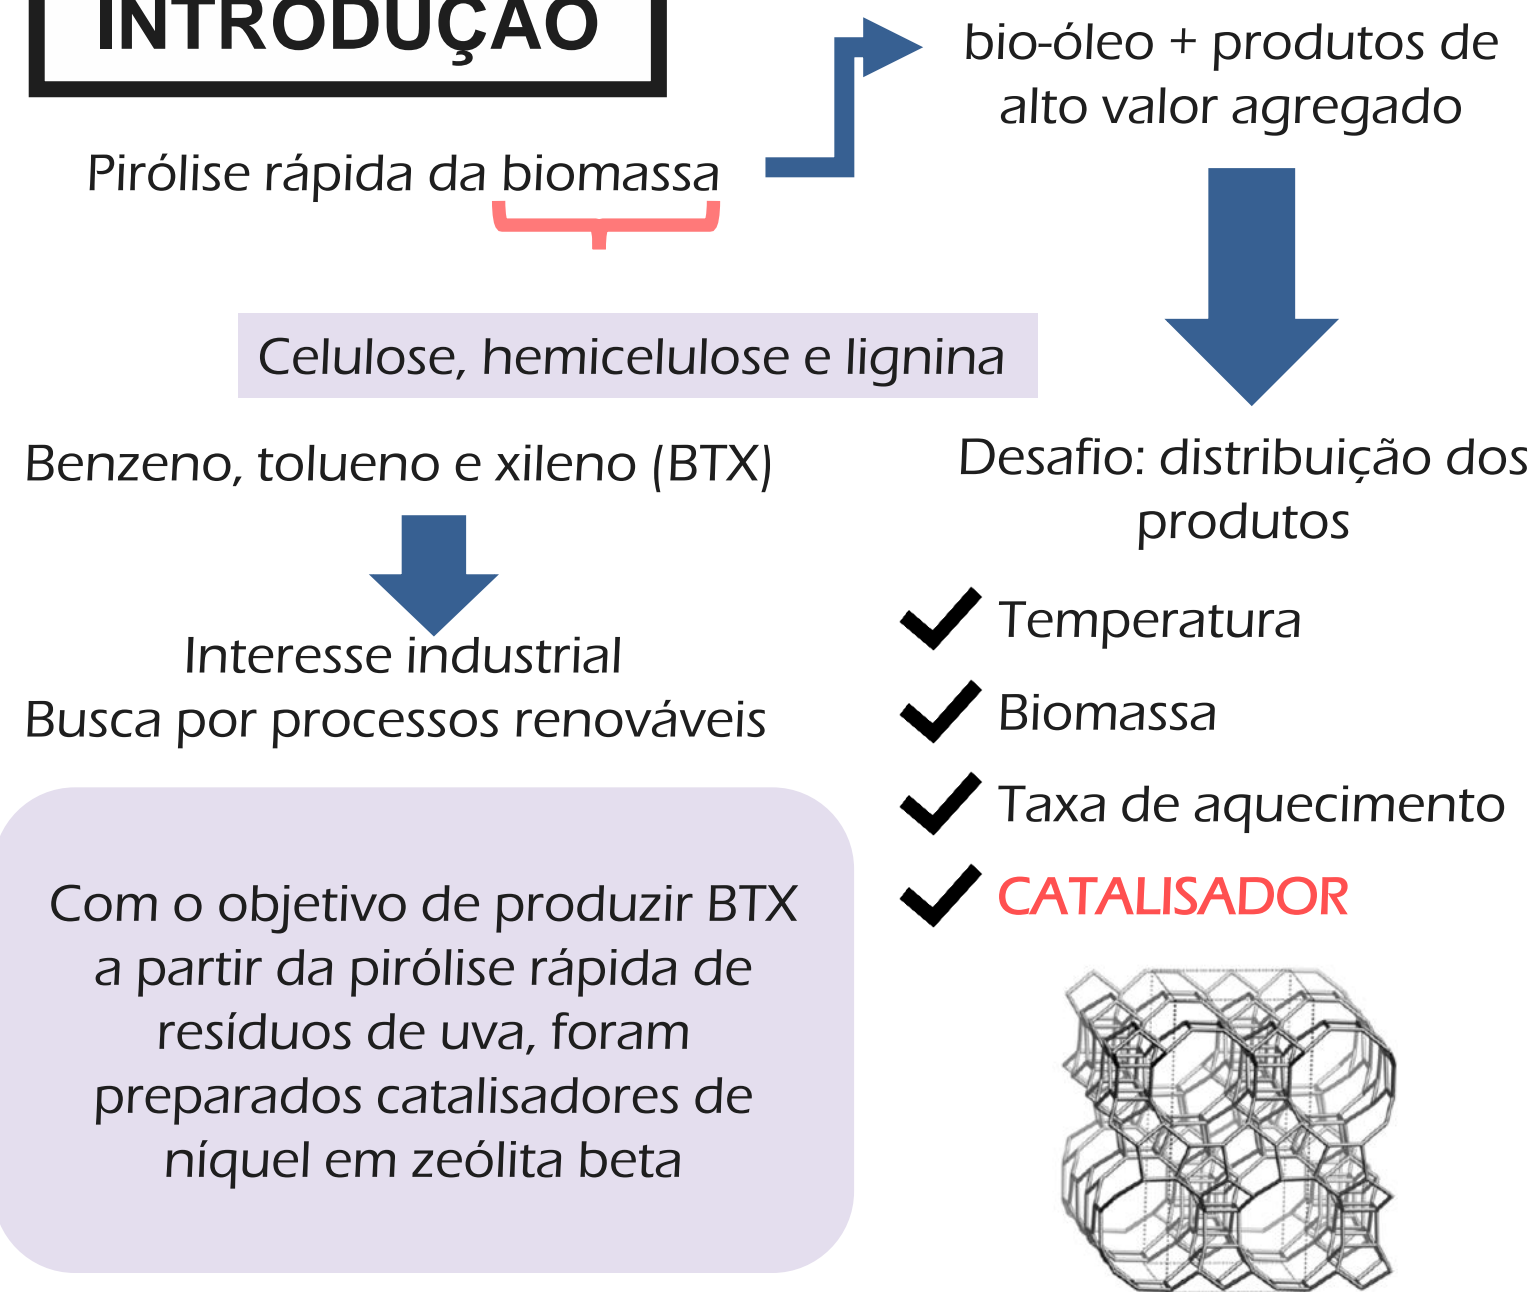 INTRODUÇÃO
Pirólise rápida da biomassa
bio-óleo + produtos de
alto valor agregado
Celulose, hemicelulose e lignina
Benzeno, tolueno e xileno (BTX)
Interesse industrial
Busca por processos renováveis
Desafio: distribuição dos
produtos
Temperatura
Biomassa
Taxa de aquecimento
CATALISADOR
Com o objetivo de produzir BTX
a partir da pirólise rápida de
resíduos de uva, foram
preparados catalisadores de
níquel em zeólita beta